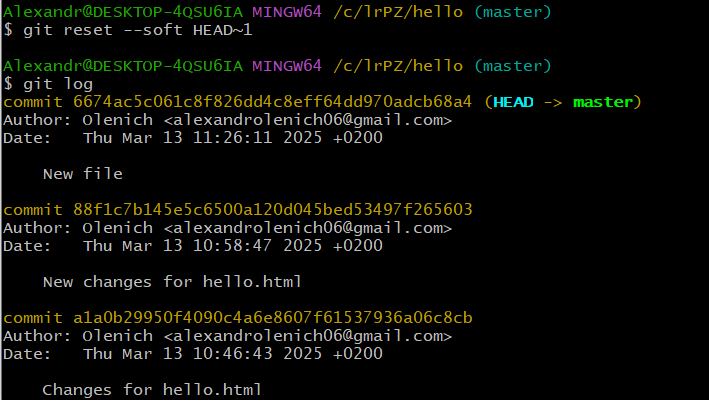 Alexandr@DESKTOP-4QSU6IA MINGW64 /c/lrPZ/hello (master)
$ git reset --soft HEAD~1
Alexandr@DESKTOP-4QSU6IA MINGW64 /c/lrPZ/hello (master)
$ git log
commit 6674ac5c061c8f826dd4c8eff64dd970adcb68a4 (HEAD -> master)
Author: Olenich <alexandrolenich06@gmail.com>
Date:   Thu Mar 13 11:26:11 2025 +0200
    New file
commit 88f1c7b145e5c6500a120d045bed53497f265603
Author: Olenich <alexandrolenich06@gmail.com>
Date:   Thu Mar 13 10:58:47 2025 +0200
    New changes for hello.html
commit a1a0b29950f4090c4a6e8607f61537936a06c8cb
Author: Olenich <alexandrolenich06@gmail.com>
Date:   Thu Mar 13 10:46:43 2025 +0200
    Changes for hello.html